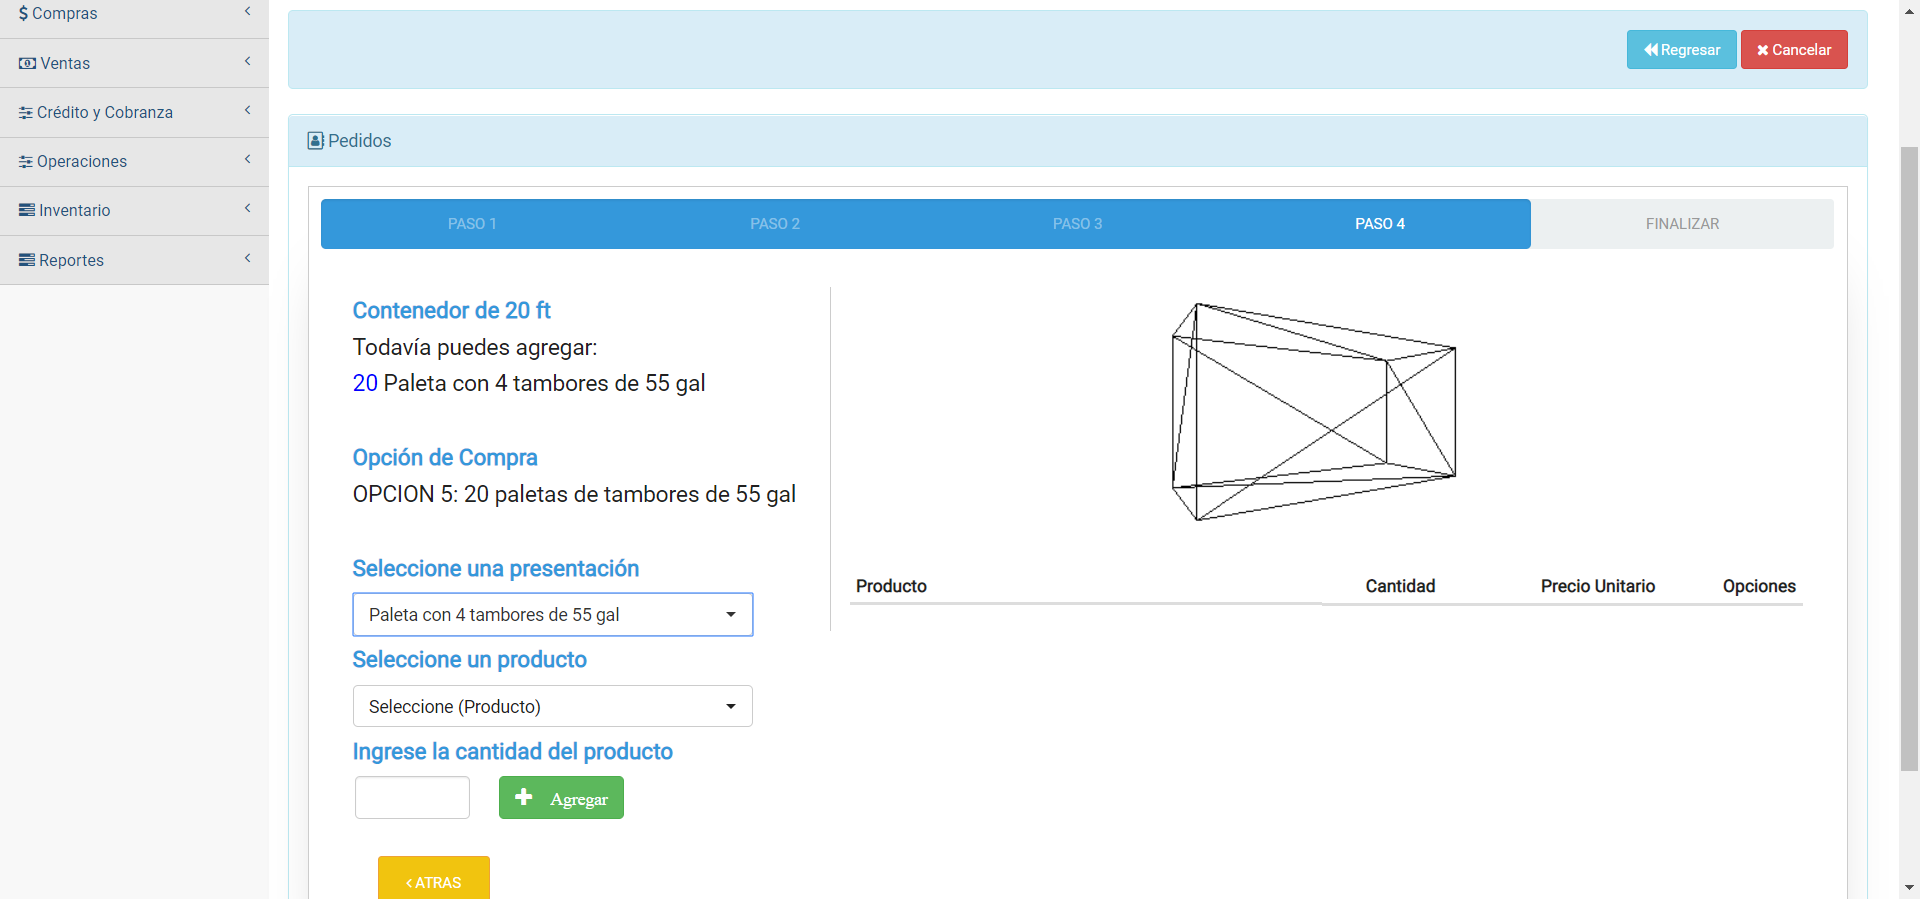 Compras
Ventas
Crédito y Cobranza
Operaciones
Inventario
Reportes
Regresar
Cancelar
Pedidos
PASO 1
PASO 2
PASO 3
PASO 4
FINALIZAR
Contenedor de 20 ft
Todavía puedes agregar:
20 Paleta con 4 tambores de 55 gal
Opción de Compra
OPCION 5: 20 paletas de tambores de 55 gal
Seleccione una presentación
Paleta con 4 tambores de 55 gal
Seleccione un producto
Seleccione (Producto)
Ingrese la cantidad del producto
Agregar
ATRAS
Producto
Cantidad
Precio Unitario
Opciones